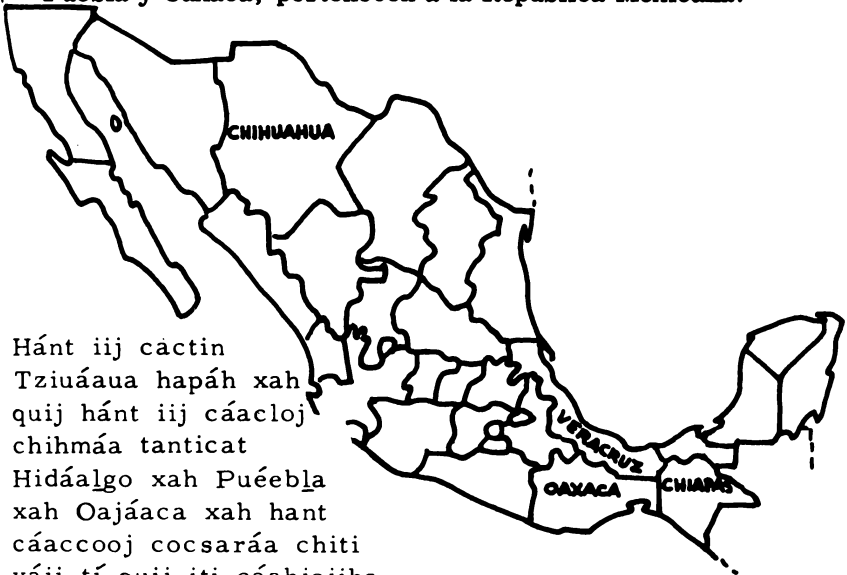 Puebla y Oaxaca, pertenecen a la República Mexicana.
CHIHUAHUA
VERACRUZ
OAXACA
CHIAPAS
Hánt iij cáctin
Tziuáaua hapáh xah
quij hánt iij cáacloj
chihmáa tanticat
Hidáalgo xah Puéebla
xah Oajáaca xah hant
cáaccooj cocsaráa chiti